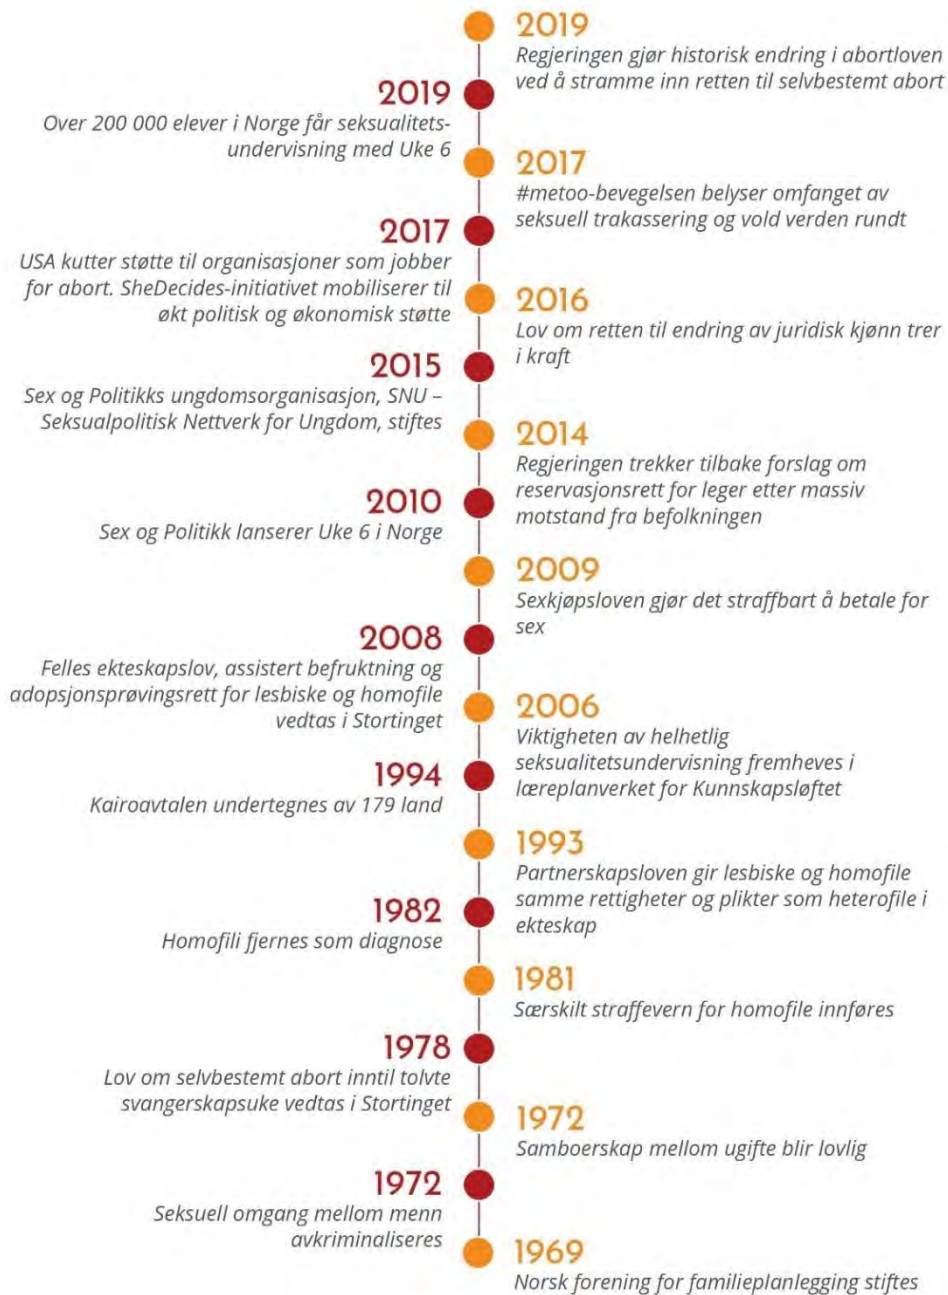 2019
Regjeringen gjør historisk endring i abortloven
ved å stramme inn retten til selvbestemt abort
2019
Over 200 000 elever i Norge får seksualitets-
undervisning med Uke 6
2017
#metoo-bevegelsen belyser omfanget av
seksuell trakassering og vold verden rundt
2017
USA kutter støtte til organisasjoner som jobber
for abort. SheDecides-initiativet mobiliserer til
økt politisk og økonomisk støtte
2016
Lov om retten til endring av juridisk kjønn trer
i kraft
2015
Sex og Politikks ungdomsorganisasjon, SNU –
Seksualpolitisk Nettverk for Ungdom, stiftes
2014
Regjeringen trekker tilbake forslag om
reservasjonsrett for leger etter massiv
motstand fra befolkningen
2010
Sex og Politikk lanserer Uke 6 i Norge
2009
Sexkjøpsloven gjør det straffbart å betale for
sex
2008
Felles ekteskapslov, assistert befruktning og
adopsjonsprøvingsrett for lesbiske og homofile
vedtas i Stortinget
2006
Viktigheten av helhetlig
seksualitetsundervisning fremheves i
læreplanverket for Kunnskapsløftet
1994
Kairoavtalen undertegnes av 179 land
1993
Partnerskapsloven gir lesbiske og homofile
samme rettigheter og plikter som heterofile i
ekteskap
1982
Homofili fjernes som diagnose
1981
Særskilt straffevern for homofile innføres
1978
Lov om selvbestemt abort inntil tolvte
svangerskapsuke vedtas i Stortinget
1972
Samboerskap mellom ugifte blir lovlig
1972
Seksuell omgang mellom menn
avkriminaliseres
1969
Norsk forening for familieplanlegging stiftes